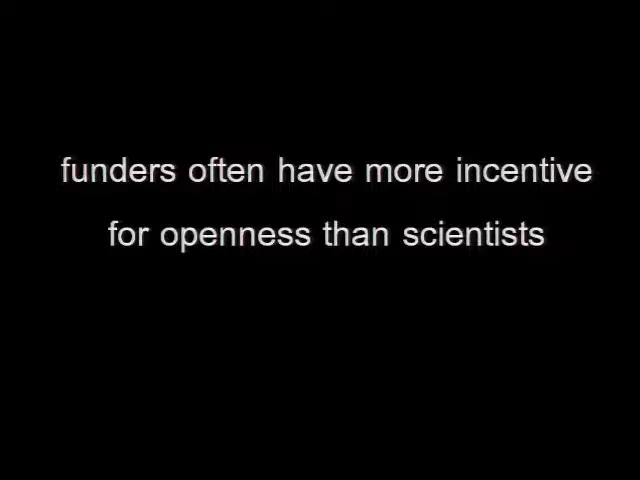 funders often have more incentive
for openness than scientists